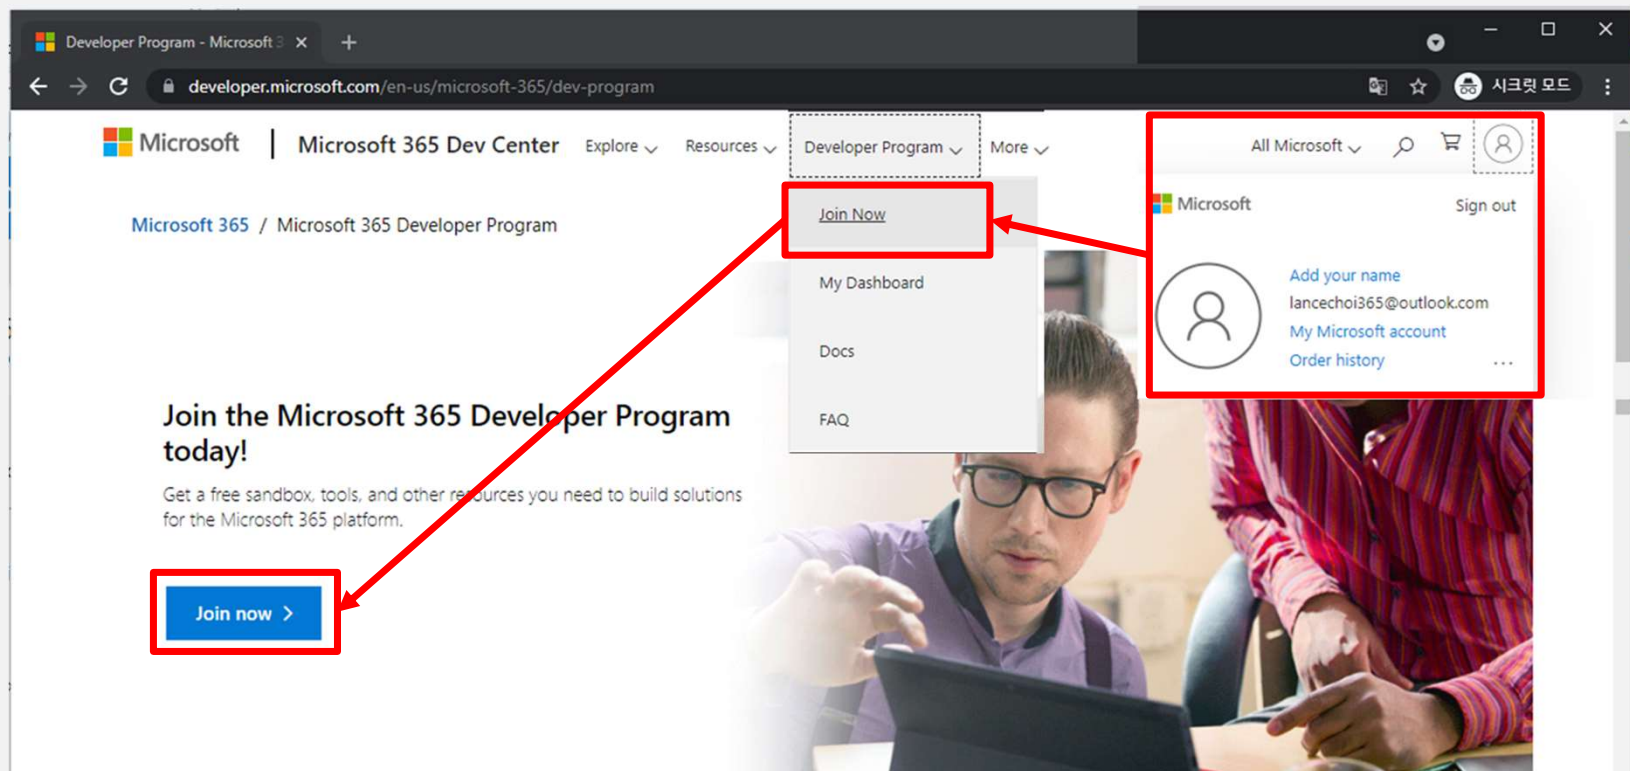 Developer Program - Microsoft 3
developer.microsoft.com/en-us/microsoft-365/dev-program
시크릿 모드
Microsoft
Microsoft 365 Dev Center
Explore
Resources
Developer Program
More
All Microsoft
Join Now
My Dashboard
Docs
FAQ
Microsoft
Sign out
Add your name
lancechoi365@outlook.com
My Microsoft account
Order history
...
Microsoft 365 / Microsoft 365 Developer Program
Join the Microsoft 365 Developer Program
today!
Get a free sandbox, tools, and other resources you need to build solutions
for the Microsoft 365 platform.
Join now >